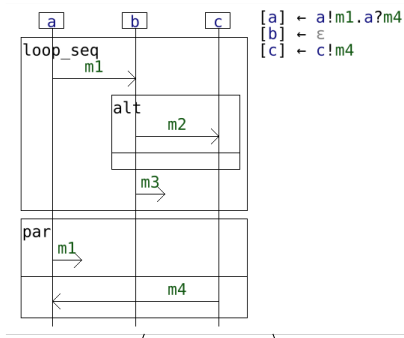 a b c
[a] ← a!m1.a?m4
[b] ← ε
[c] ← c!m4
loop_seq
m1
alt
m2
m3
par
m1
m4